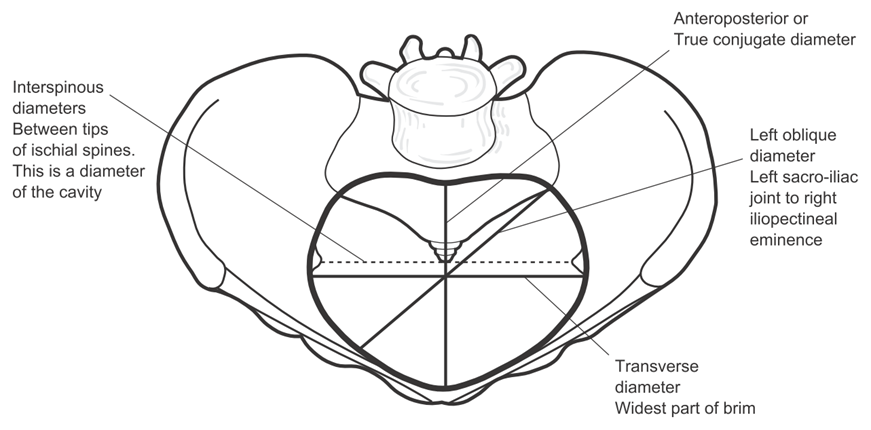 Anteroposterior or
True conjugate diameter
Interspinous
diameters
Between tips
of ischial spines.
This is a diameter
of the cavity
Left oblique
diameter
Left sacro-iliac
joint to right
iliopectineal
eminence
Transverse
diameter
Widest part of brim